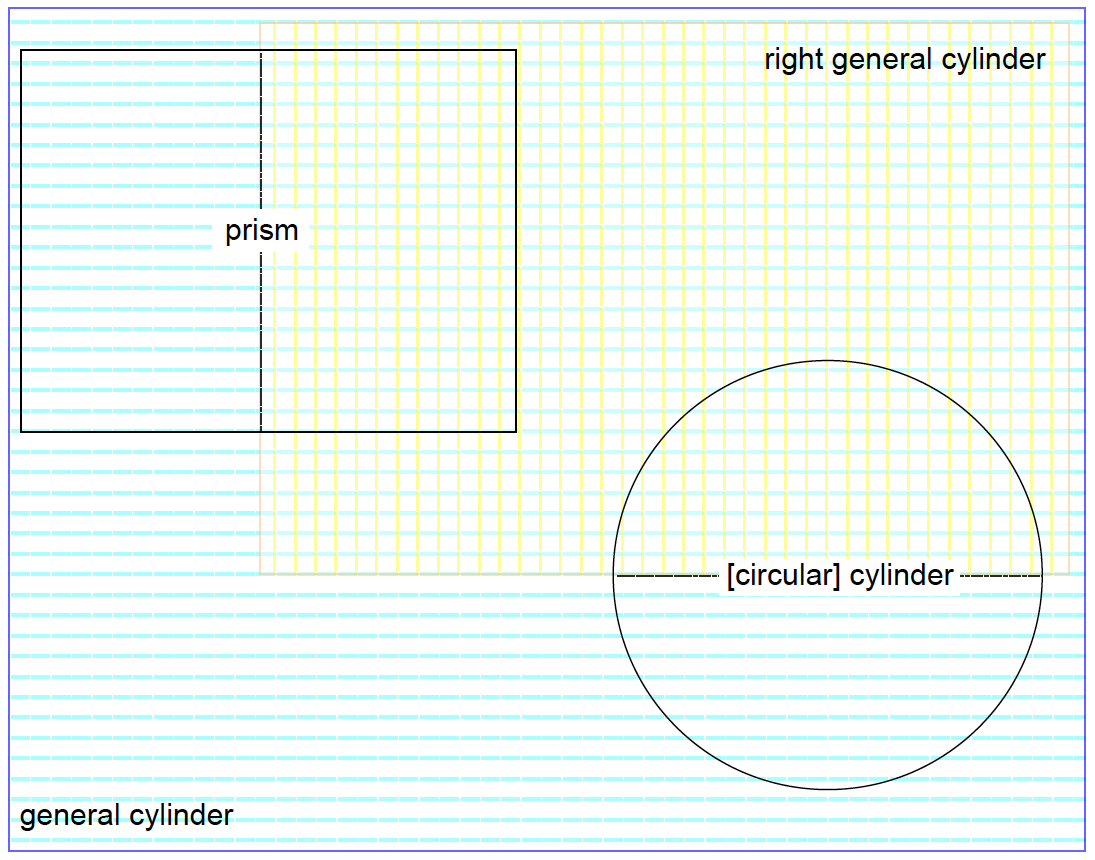 right general cylinder
prism
[circular] cylinder
general cylinder